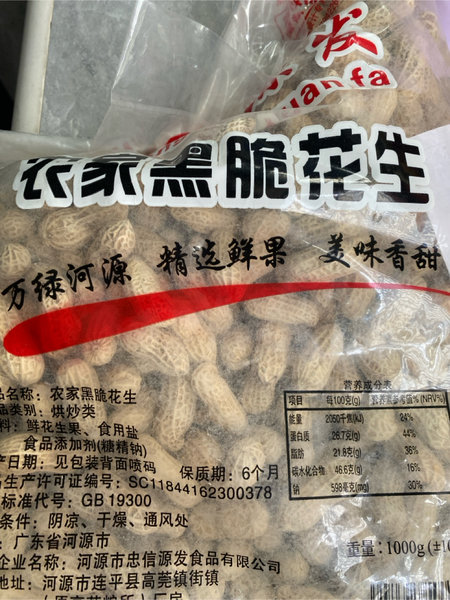 发
uan fa
农家黑脆花生
万绿河源 精选鲜果 美味香甜
品名称：农家黑脆花生
品类别：烘炒类
料：鲜花生果、食用盐
食品添加剂(糖精钠)
日期：见包装背面喷码 保质期：6个月
生产许可证编号：SC11844162300378
标准代号：GB 19300
条件：阴凉、干燥、通风处
：广东省河源市
企业名称：河源市忠信源发食品有限公司
地址：河源市连平县高莞镇街镇
营养成分表
项目 每100克(g) 营养素参考值% (NRV%)
能量 2050千焦(kJ) 24%
蛋白质 26.7克(g) 44%
脂肪 21.8克(g) 36%
碳水化合物 46.6克(g) 16%
钠 598毫克(mg) 30%
重量：1000g (±10